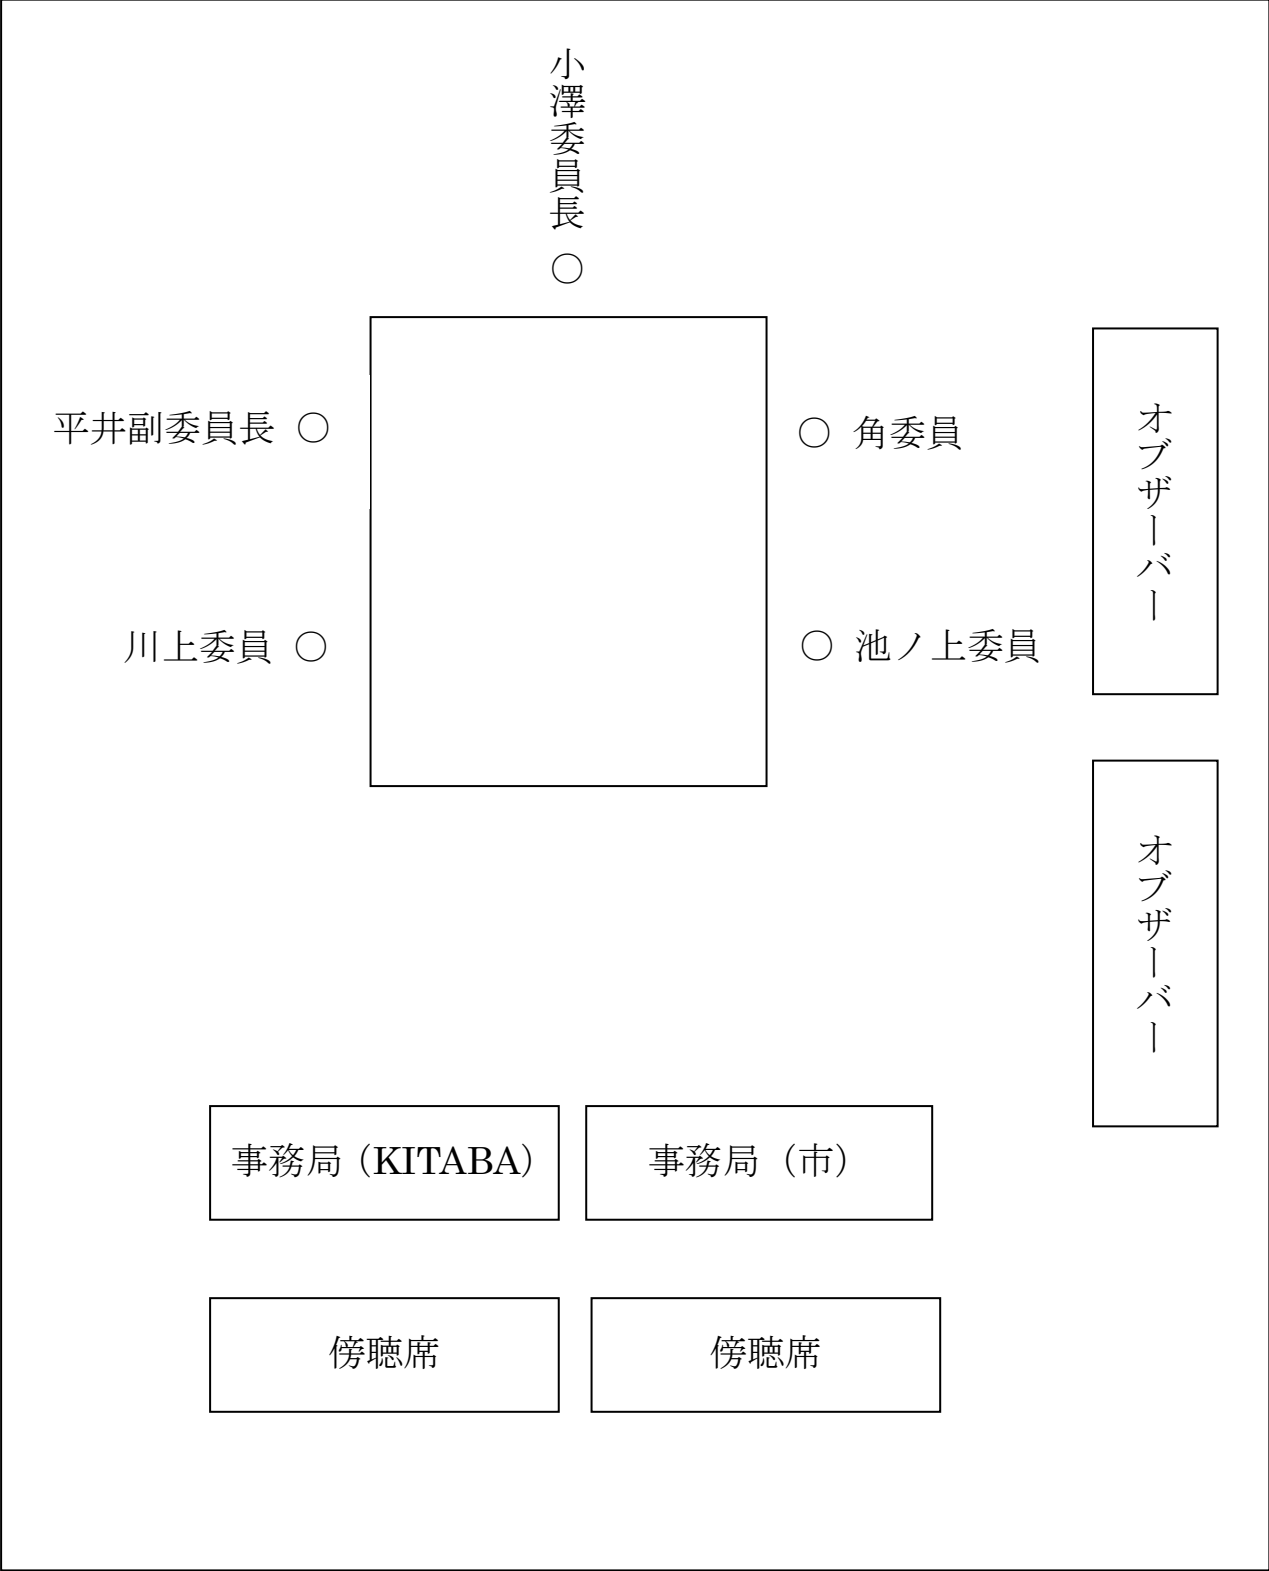 小澤委員長 ○
平井副委員長 ○
○ 角委員
川上委員 ○
○ 池ノ上委員
オブザーバー
オブザーバー
事務局（KITABA）
事務局（市）
傍聴席
傍聴席